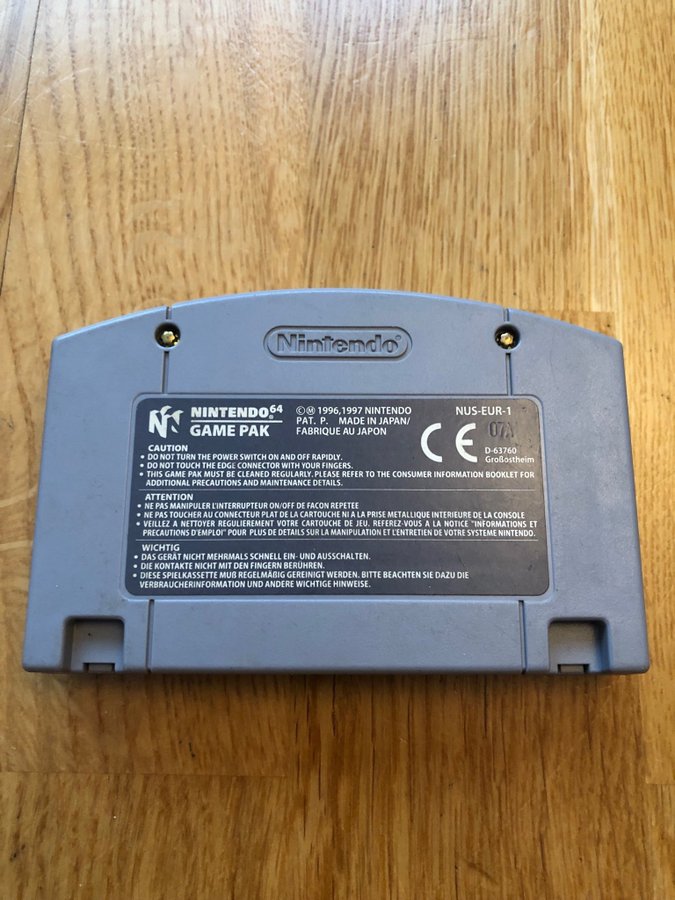 Nintendo
NINTENDO 64
GAME PAK
©Ⓜ 1996,1997 NINTENDO
PAT. P. MADE IN JAPAN/
FABRIQUE AU JAPON
NUS-EUR-1
CE
D-63760
Großostheim
CAUTION
• DO NOT TURN THE POWER SWITCH ON AND OFF RAPIDLY.
• DO NOT TOUCH THE EDGE CONNECTOR WITH YOUR FINGERS.
• THIS GAME PAK MUST BE CLEANED REGULARLY. PLEASE REFER TO THE CONSUMER INFORMATION BOOKLET FOR
ADDITIONAL PRECAUTIONS AND MAINTENANCE DETAILS.
ATTENTION
• NE PAS MANIPULER L'INTERRUPTEUR ON/OFF DE FACON REPETEE
• NE PAS TOUCHER AU CONNECTEUR PLAT DE LA CARTOUCHE NI A LA PRISE METALLIQUE INTERIEURE DE LA CONSOLE
• VEILLEZ A NETTOYER REGULIEREMENT VOTRE CARTOUCHE DE JEU. REFEREZ-VOUS A LA NOTICE "INFORMATIONS ET
PRECAUTIONS D'EMPLOI" POUR PLUS DE DETAILS SUR LA MANIPULATION ET L'ENTRETIEN DE VOTRE SYSTEME NINTENDO.
WICHTIG
• DAS GERÄT NICHT MEHRMALS SCHNELL EIN- UND AUSSCHALTEN.
• DIE KONTAKTE NICHT MIT DEN FINGERN BERÜHREN.
• DIESE SPIELKASSETTE MUß REGELMÄßIG GEREINIGT WERDEN. BITTE BEACHTEN SIE DAZU DIE
VERBRAUCHERINFORMATION UND ANDERE WICHTIGE HINWEISE.